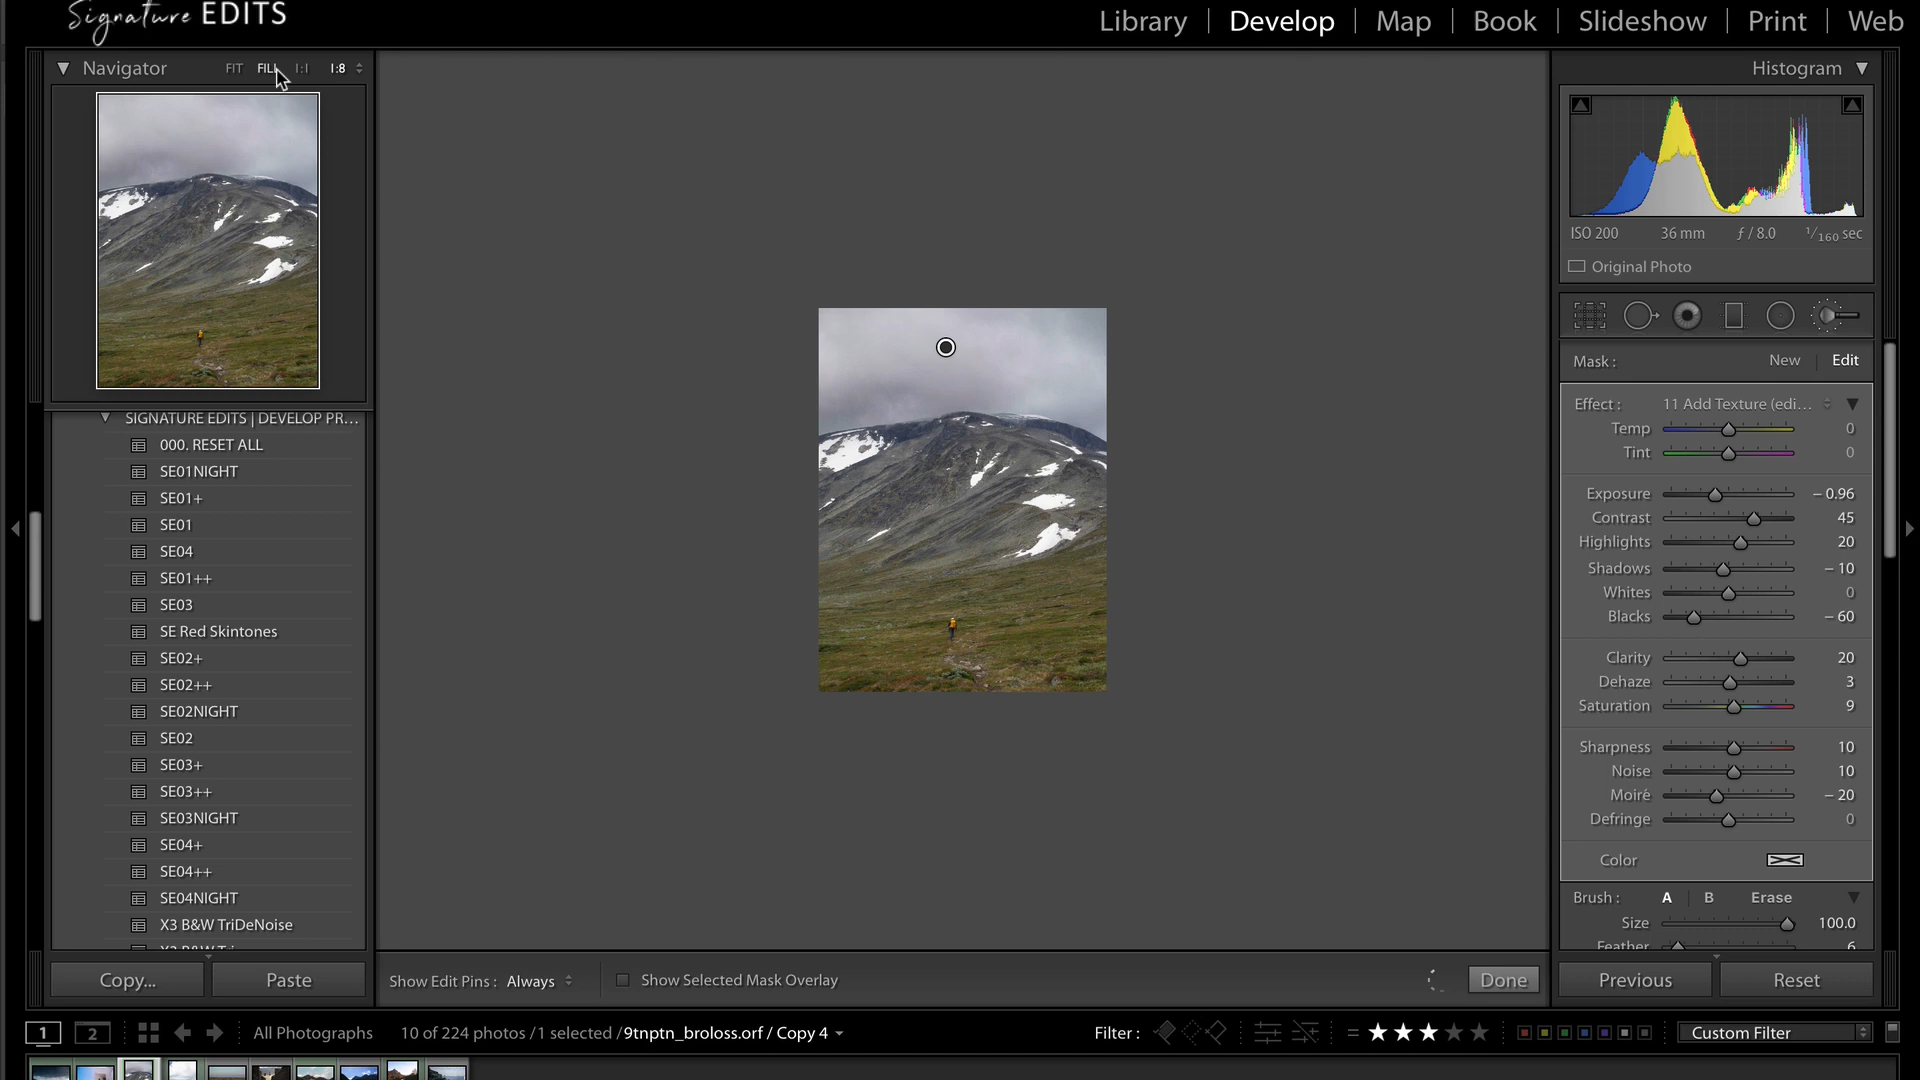 Signature EDITS
Library | Develop | Map | Book | Slideshow | Print | Web
Navigator FIT FILL 1:1 1:8
Histogram
ISO 200 36 mm ƒ / 8.0 1/160 sec
Original Photo
Mask : New | Edit
Effect : 11 Add Texture (edi...
Temp 0
Tint 0
Exposure – 0.96
Contrast 45
Highlights 20
Shadows – 10
Whites 0
Blacks – 60
Clarity 20
Dehaze 3
Saturation 9
Sharpness 10
Noise 10
Moiré – 20
Defringe 0
Color
Brush : A | B Erase
Size 100.0
Feather 6
Previous Reset
SIGNATURE EDITS | DEVELOP PR...
000. RESET ALL
SE01NIGHT
SE01+
SE01
SE04
SE01++
SE03
SE Red Skintones
SE02+
SE02++
SE02NIGHT
SE02
SE03+
SE03++
SE03NIGHT
SE04+
SE04++
SE04NIGHT
X3 B&W TriDeNoise
Copy... Paste
Show Edit Pins : Always Show Selected Mask Overlay Done
1 2 All Photographs 10 of 224 photos /1 selected /9tnptn_broloss.orf / Copy 4 Filter : Custom Filter